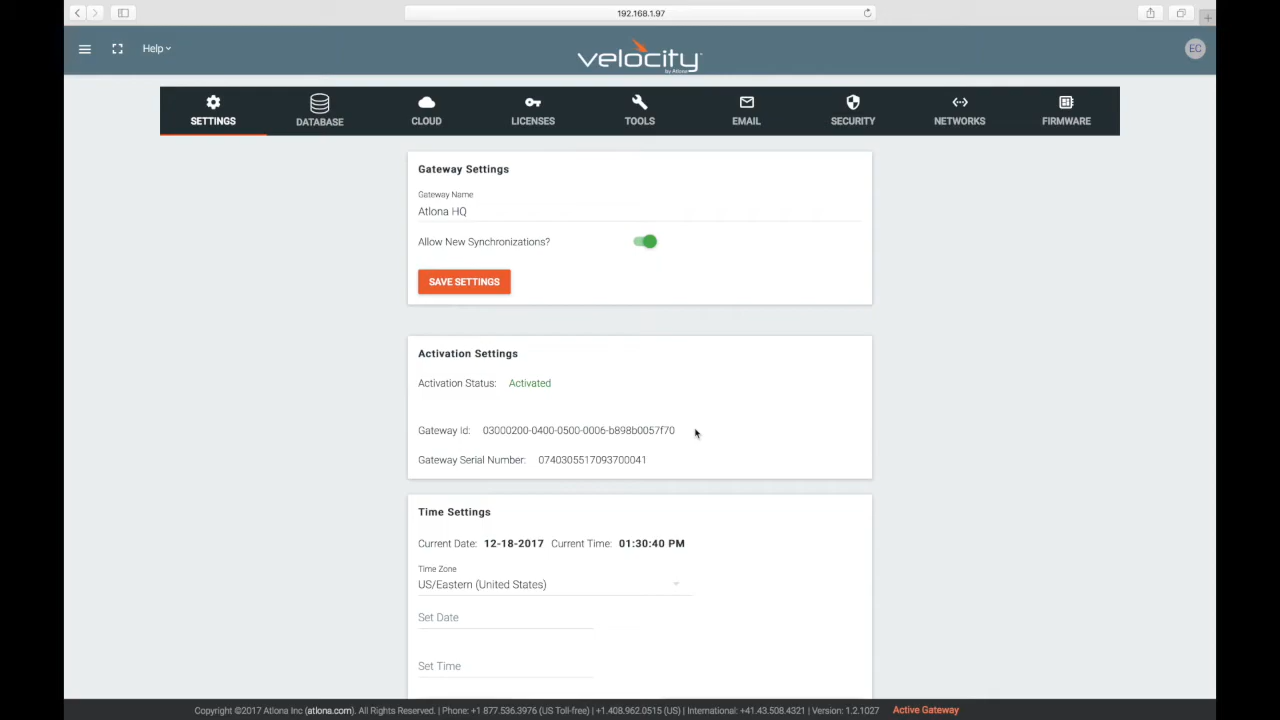 192.168.1.97
Help
velocity
by Atlona
EC
SETTINGS
DATABASE
CLOUD
LICENSES
TOOLS
EMAIL
SECURITY
NETWORKS
FIRMWARE
Gateway Settings
Gateway Name
Atlona HQ
Allow New Synchronizations?
SAVE SETTINGS
Activation Settings
Activation Status: Activated
Gateway Id: 03000200-0400-0500-0006-b898b0057f70
Gateway Serial Number: 0740305517093700041
Time Settings
Current Date: 12-18-2017 Current Time: 01:30:40 PM
Time Zone
US/Eastern (United States)
Set Date
Set Time
Copyright ©2017 Atlona Inc (atlona.com). All Rights Reserved. | Phone: +1 877.536.3976 (US Toll-free) | +1.408.962.0515 (US) | International: +41.43.508.4321 | Version: 1.2.1027 Active Gateway